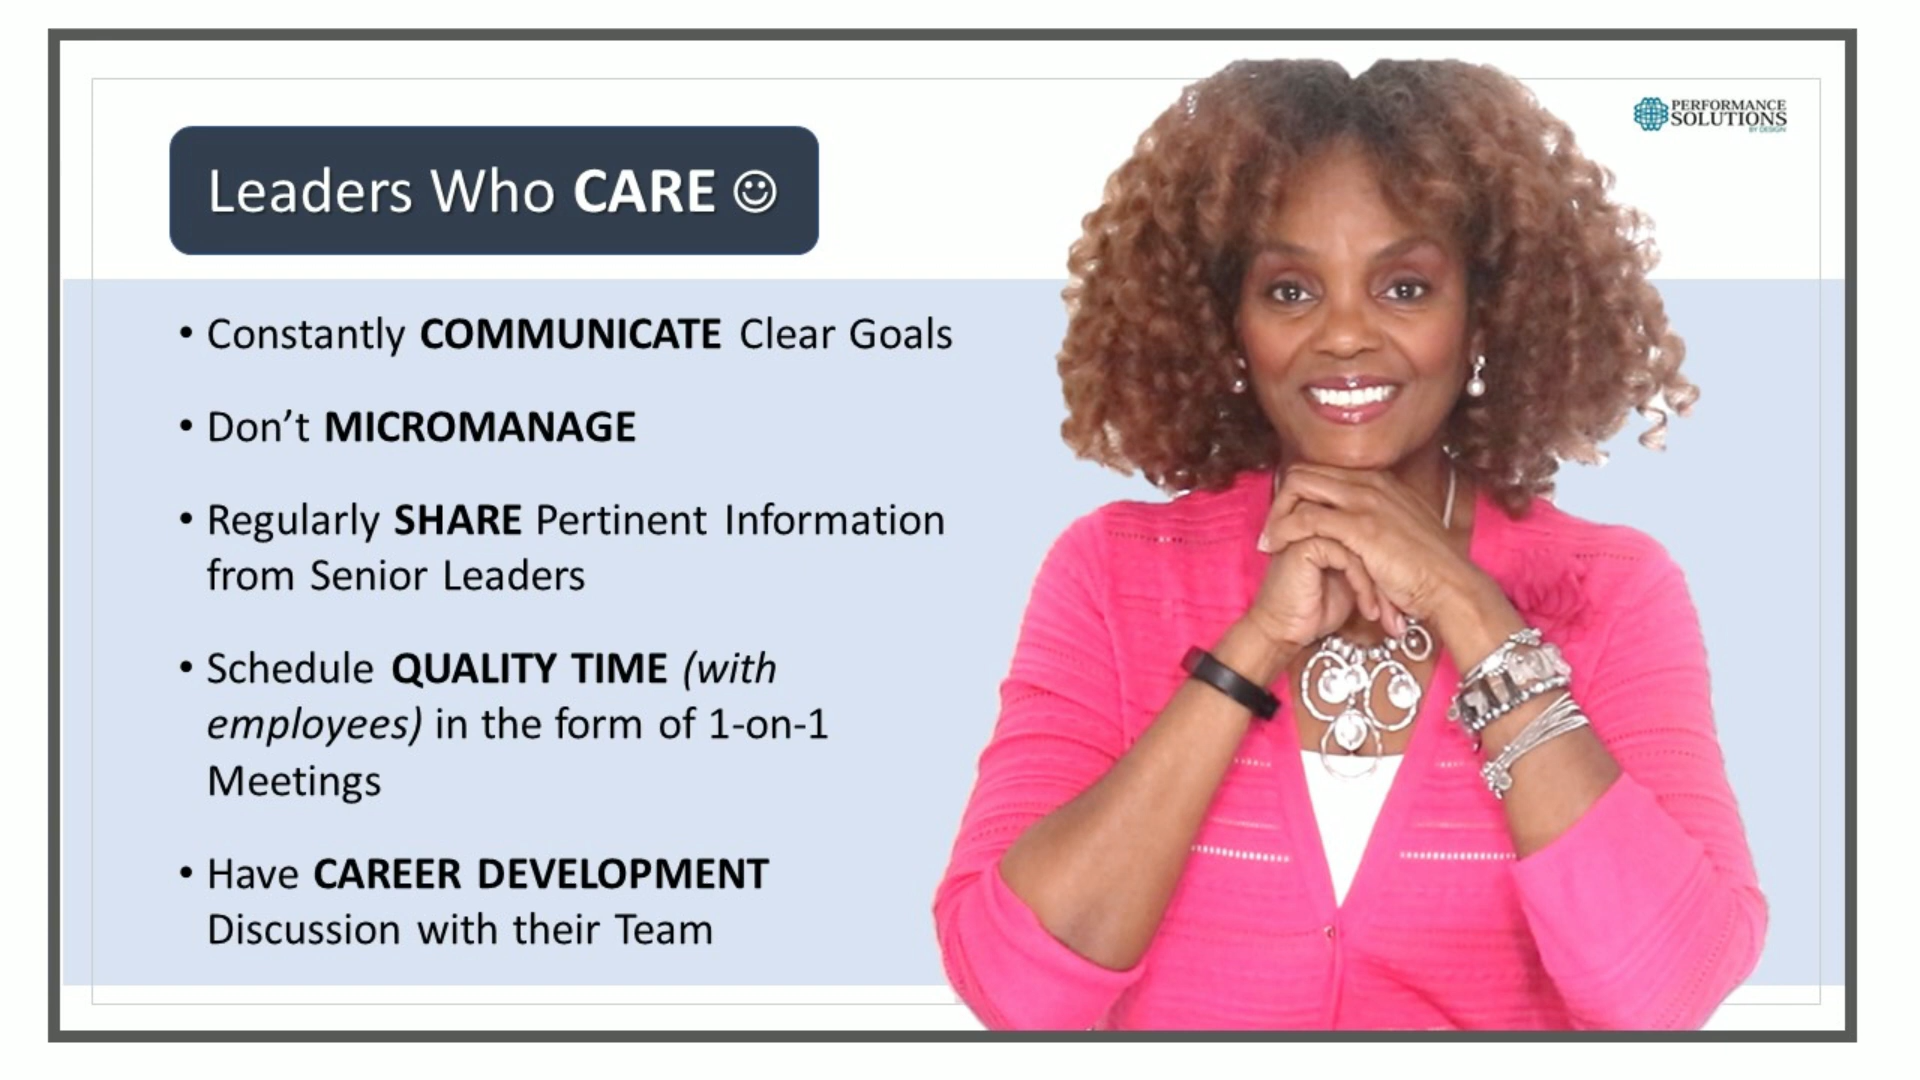 PERFORMANCE
SOLUTIONS
BY DESIGN
Leaders Who CARE ☺
• Constantly COMMUNICATE Clear Goals
• Don’t MICROMANAGE
• Regularly SHARE Pertinent Information
from Senior Leaders
• Schedule QUALITY TIME (with
employees) in the form of 1-on-1
Meetings
• Have CAREER DEVELOPMENT
Discussion with their Team